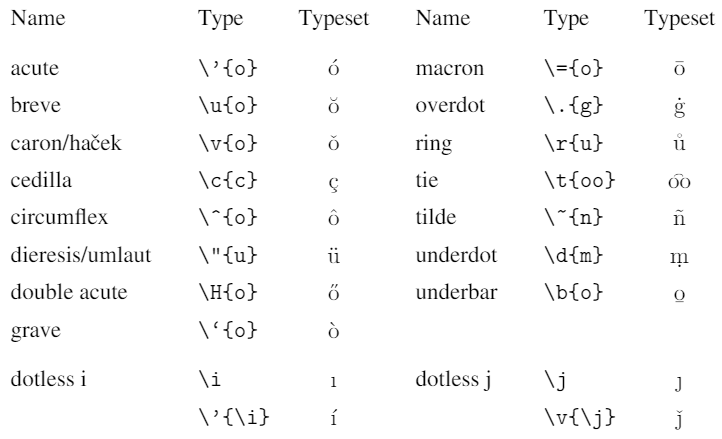 Name Type Typeset Name Type Typeset
acute \’{o} ó macron \={o} ō
breve \u{o} ŏ overdot \.{g} ġ
caron/haček \v{o} ǒ ring \r{u} ů
cedilla \c{c} ç tie \t{oo} o͡o
circumflex \^{o} ô tilde \~{n} ñ
dieresis/umlaut \"{u} ü underdot \d{m} ṃ
double acute \H{o} ő underbar \b{o} o̱
grave \‘{o} ò
dotless i \i ı dotless j \j ȷ
\’{\i} í \v{\j} ǰ